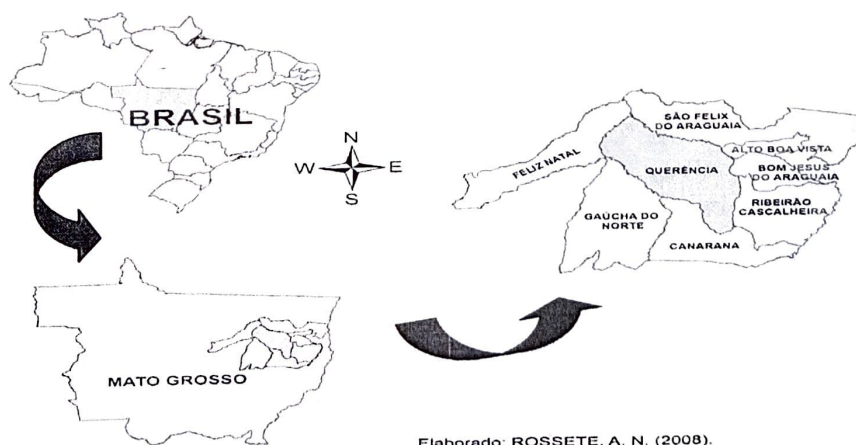 BRASIL
N
W E
S
SÃO FELIX
DO ARAGUAIA
ALTO BOA VISTA
FELIZ NATAL
QUERÊNCIA
BOM JESUS
DO ARAGUAIA
RIBEIRÃO
CASCALHEIRA
GAÚCHA DO
NORTE
CANARANA
MATO GROSSO
Elaborado: ROSSETE, A. N. (2008).